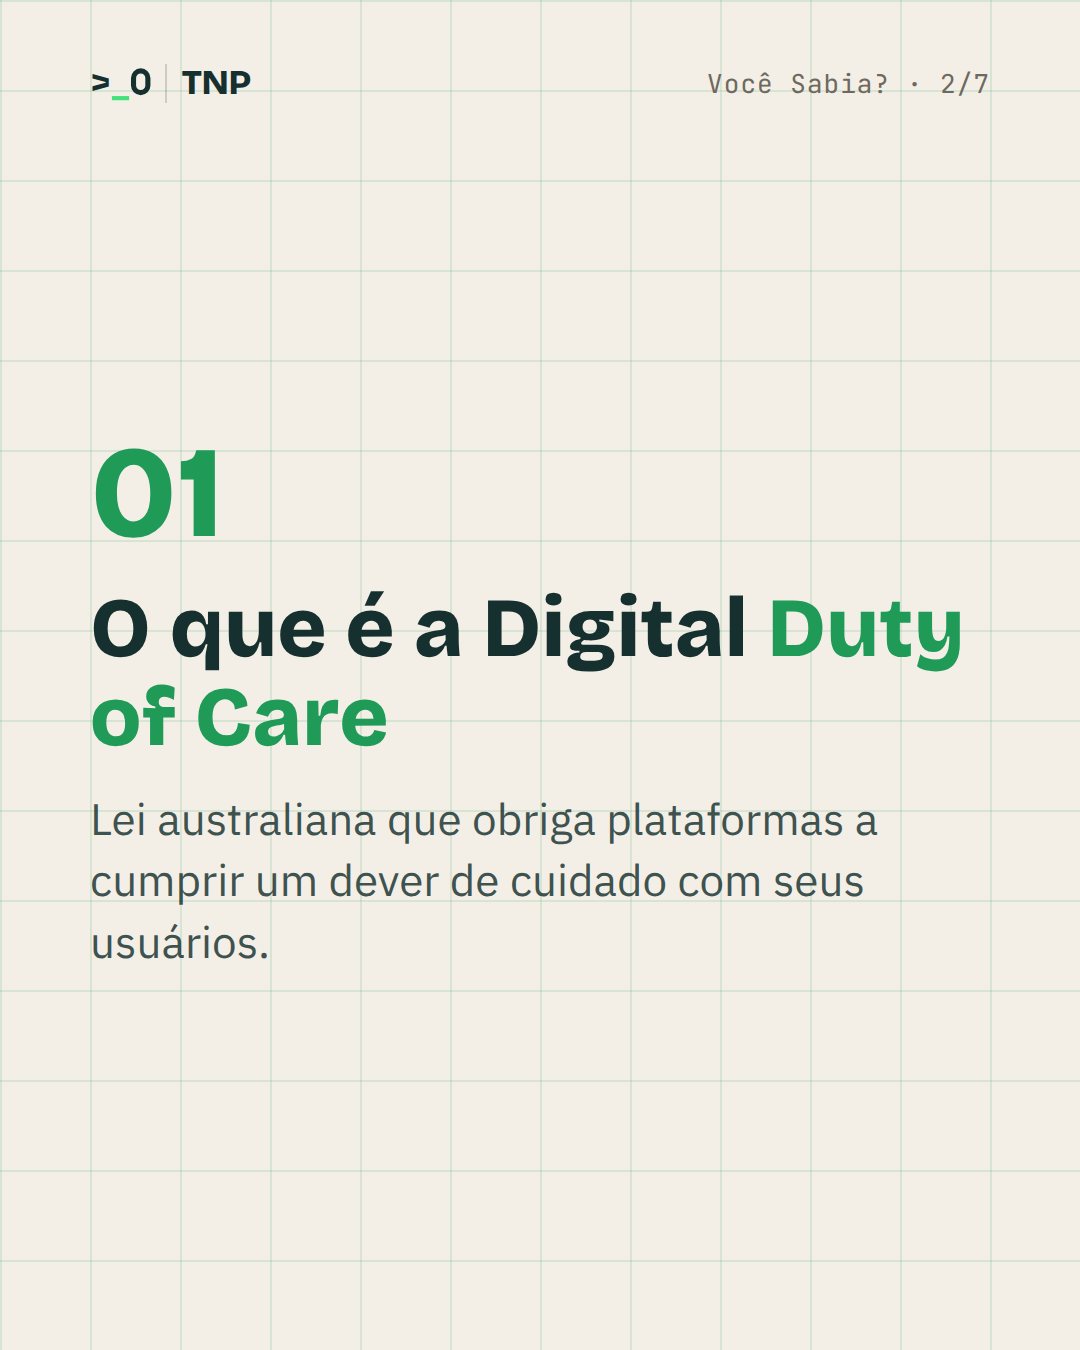 >_0 | TNP
Você Sabia? · 2/7
01
O que é a Digital Duty
of Care
Lei australiana que obriga plataformas a
cumprir um dever de cuidado com seus
usuários.